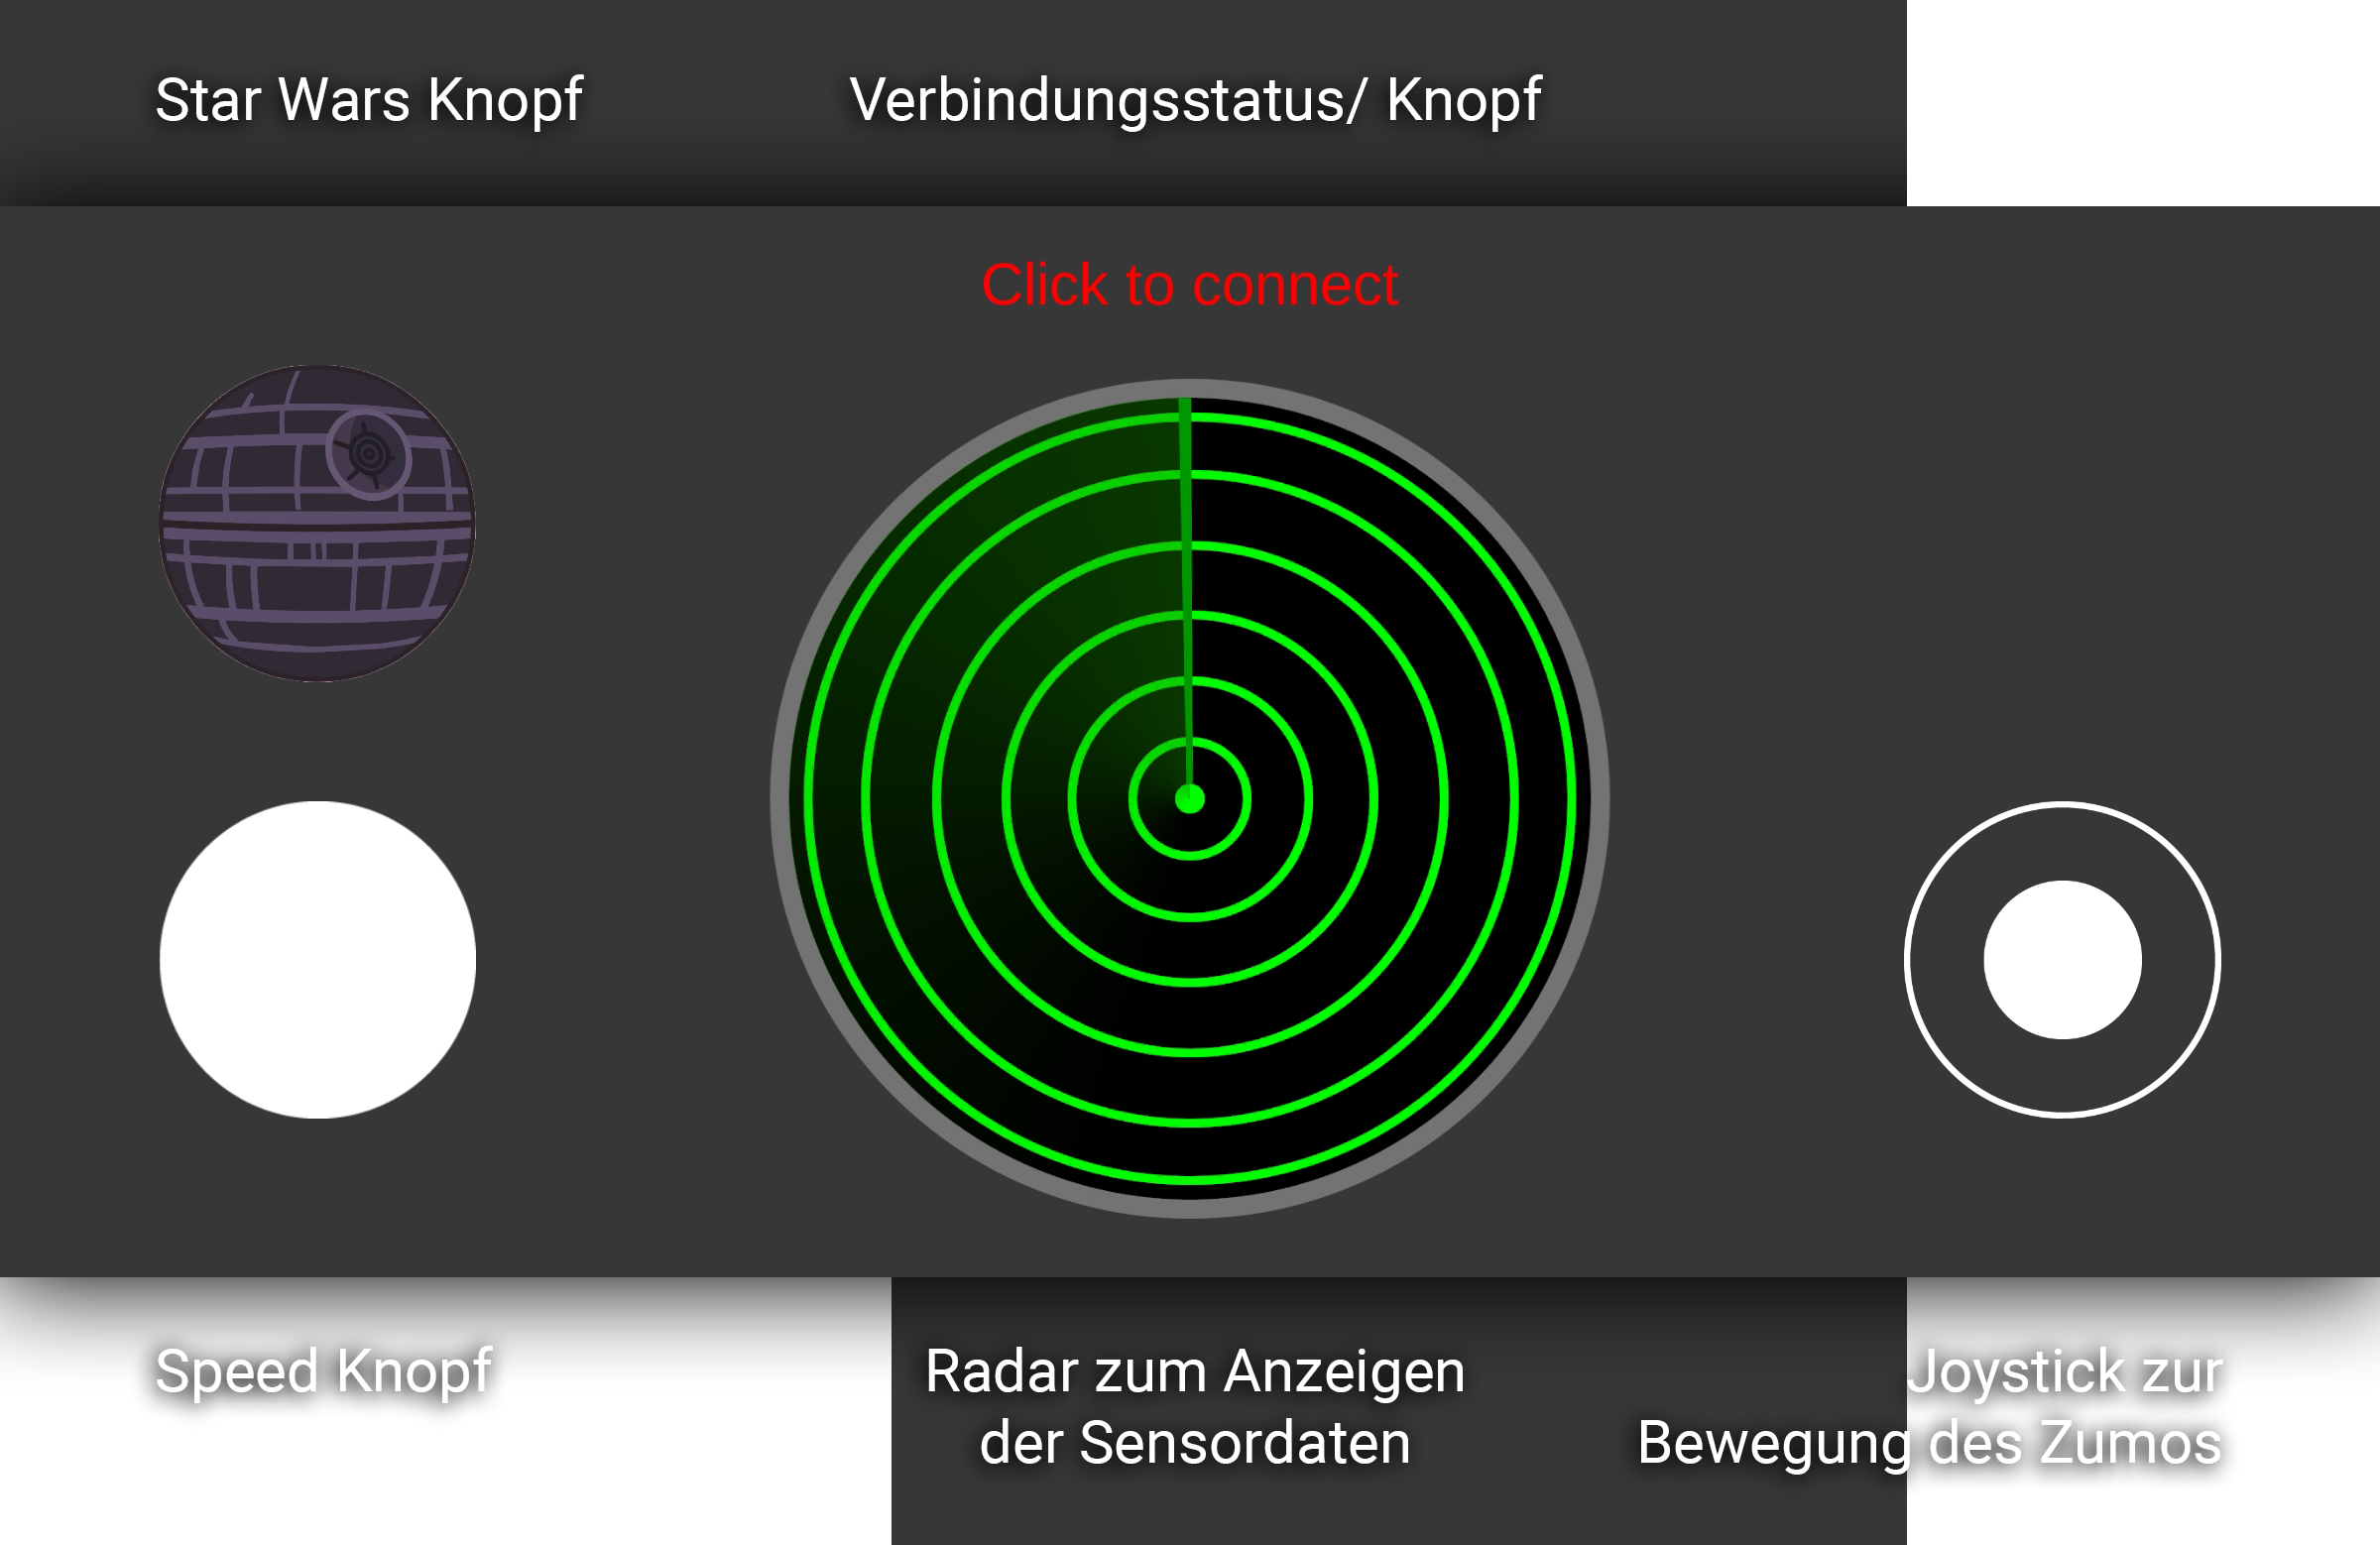 Star Wars Knopf
Verbindungsstatus/ Knopf
Click to connect
Speed Knopf
Radar zum Anzeigen
der Sensordaten
Joystick zur
Bewegung des Zumos